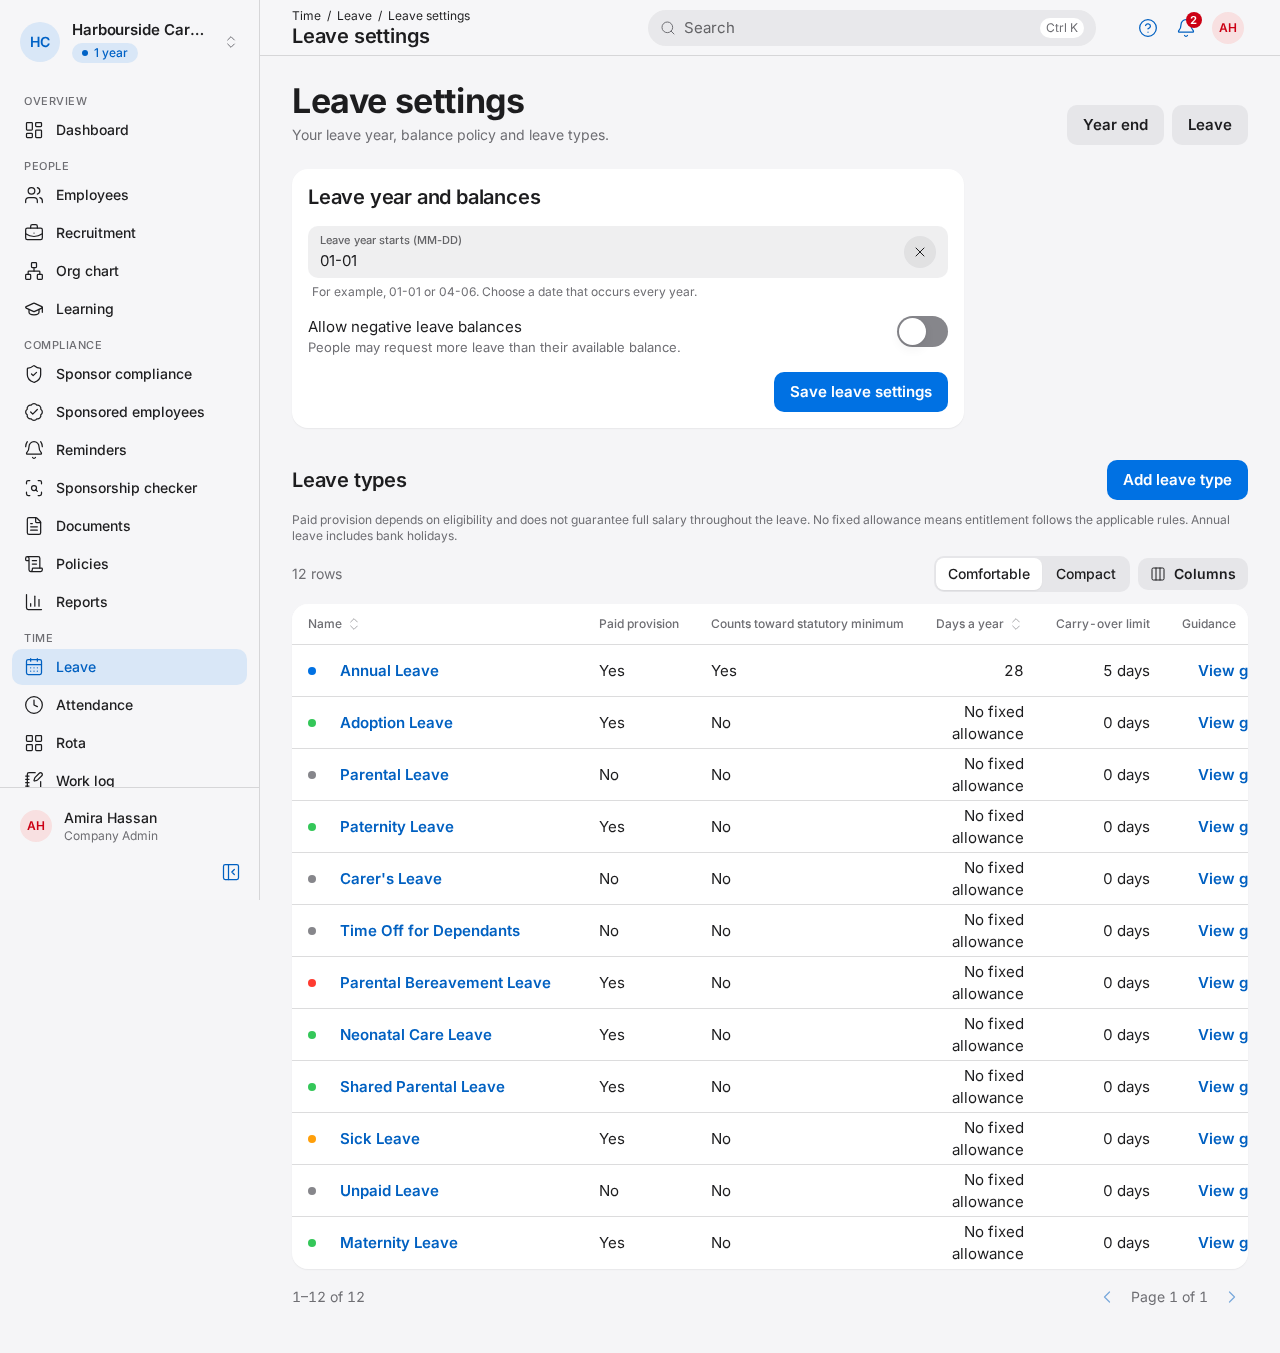 HC
Harbourside Car...
1 year
OVERVIEW
Dashboard
PEOPLE
Employees
Recruitment
Org chart
Learning
COMPLIANCE
Sponsor compliance
Sponsored employees
Reminders
Sponsorship checker
Documents
Policies
Reports
TIME
Leave
Attendance
Rota
Work log
AH
Amira Hassan
Company Admin
Time / Leave / Leave settings
Leave settings
Search
Ctrl K
2
AH
Leave settings
Your leave year, balance policy and leave types.
Year end
Leave
Leave year and balances
Leave year starts (MM-DD)
01-01
For example, 01-01 or 04-06. Choose a date that occurs every year.
Allow negative leave balances
People may request more leave than their available balance.
Save leave settings
Leave types
Add leave type
Paid provision depends on eligibility and does not guarantee full salary throughout the leave. No fixed allowance means entitlement follows the applicable rules. Annual
leave includes bank holidays.
12 rows
Comfortable
Compact
Columns
Name Paid provision Counts toward statutory minimum Days a year Carry-over limit Guidance
Annual Leave Yes Yes 28 5 days View g
Adoption Leave Yes No No fixed allowance 0 days View g
Parental Leave No No No fixed allowance 0 days View g
Paternity Leave Yes No No fixed allowance 0 days View g
Carer's Leave No No No fixed allowance 0 days View g
Time Off for Dependants No No No fixed allowance 0 days View g
Parental Bereavement Leave Yes No No fixed allowance 0 days View g
Neonatal Care Leave Yes No No fixed allowance 0 days View g
Shared Parental Leave Yes No No fixed allowance 0 days View g
Sick Leave Yes No No fixed allowance 0 days View g
Unpaid Leave No No No fixed allowance 0 days View g
Maternity Leave Yes No No fixed allowance 0 days View g
1–12 of 12
Page 1 of 1